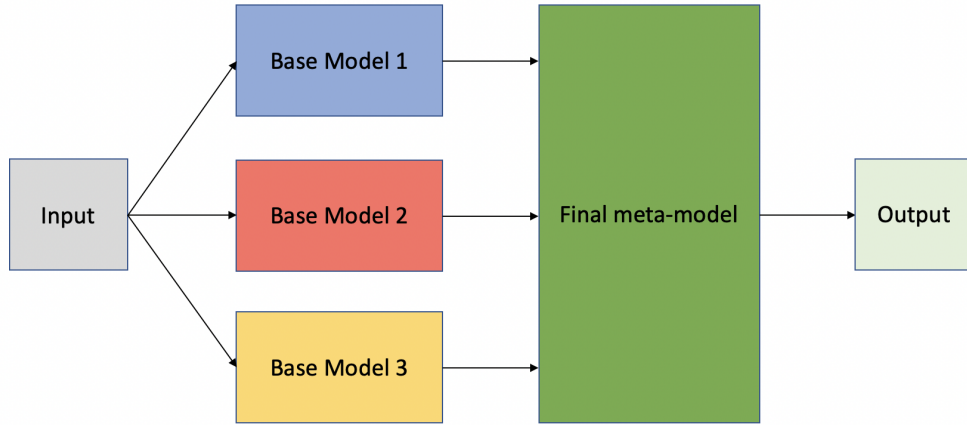 Base Model 1
Input
Base Model 2
Final meta-model
Output
Base Model 3